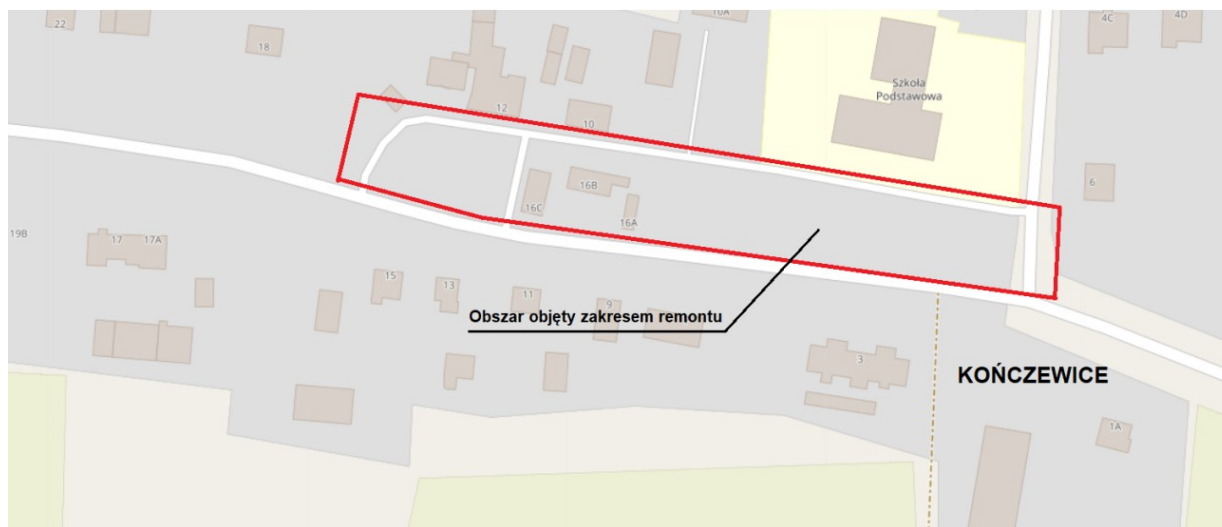 22
18
10A
4C
4D
Szkoła
Podstawowa
12
10
16B
6
16C
16A
19B
17
17A
15
13
11
9
Obszar objęty zakresem remontu
3
KOŃCZEWICE
1A